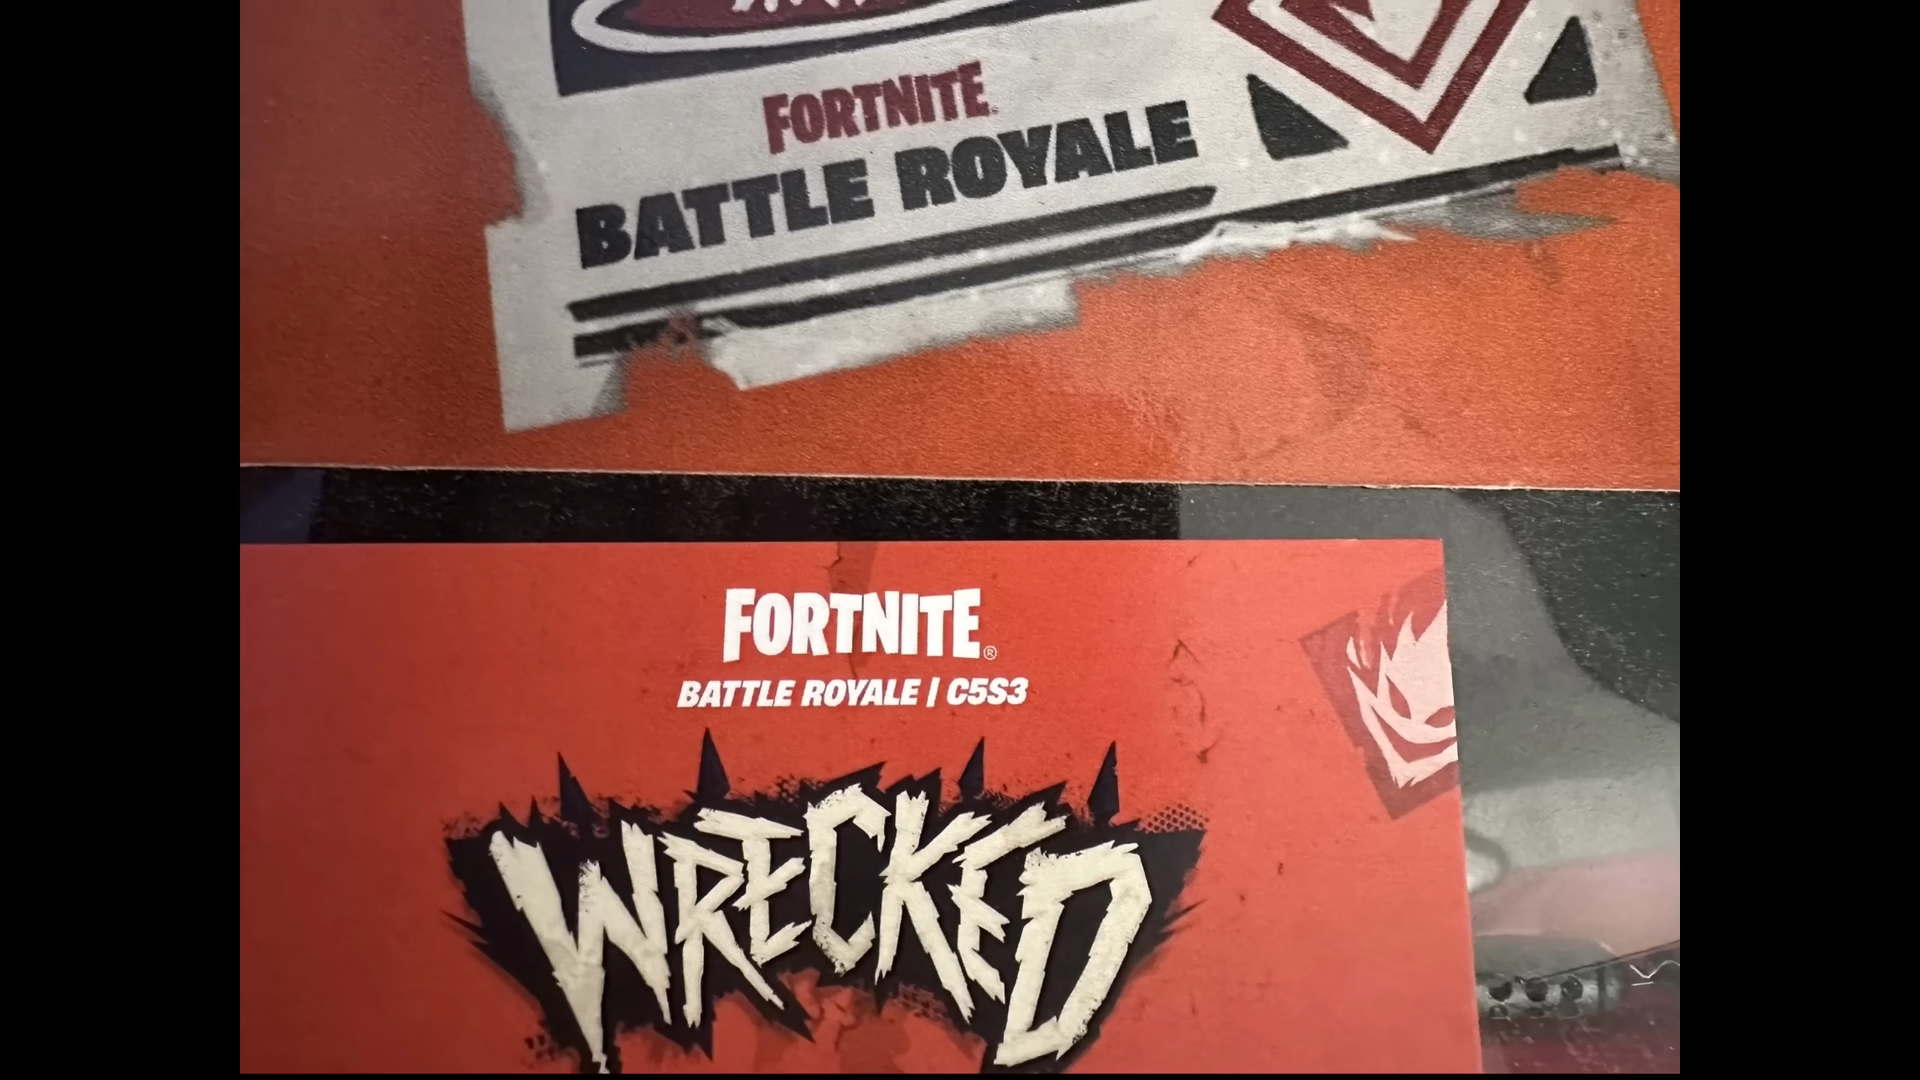 FORTNITE
BATTLE ROYALE
FORTNITE®
BATTLE ROYALE / C5S3
WRECKED